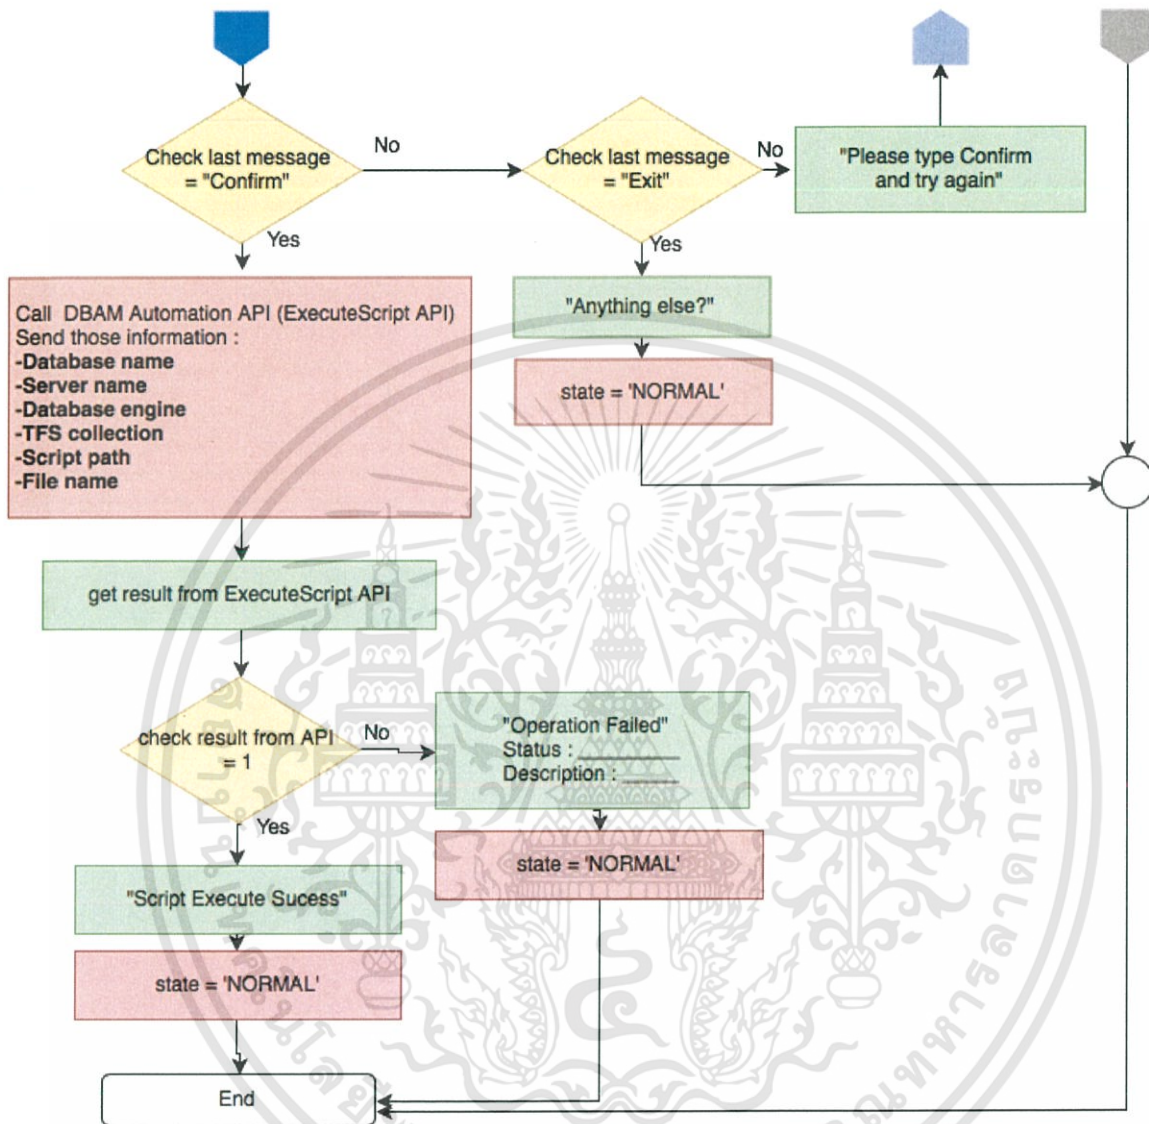 Check last message
= "Confirm"
No
Check last message
= "Exit"
No
"Please type Confirm
and try again"
Yes
Yes
Call DBAM Automation API (ExecuteScript API)
Send those information :
-Database name
-Server name
-Database engine
-TFS collection
-Script path
-File name
"Anything else?"
state = 'NORMAL'
get result from ExecuteScript API
check result from API
= 1
No
"Operation Failed"
Status : _________
Description : _____
Yes
state = 'NORMAL'
"Script Execute Sucess"
state = 'NORMAL'
End